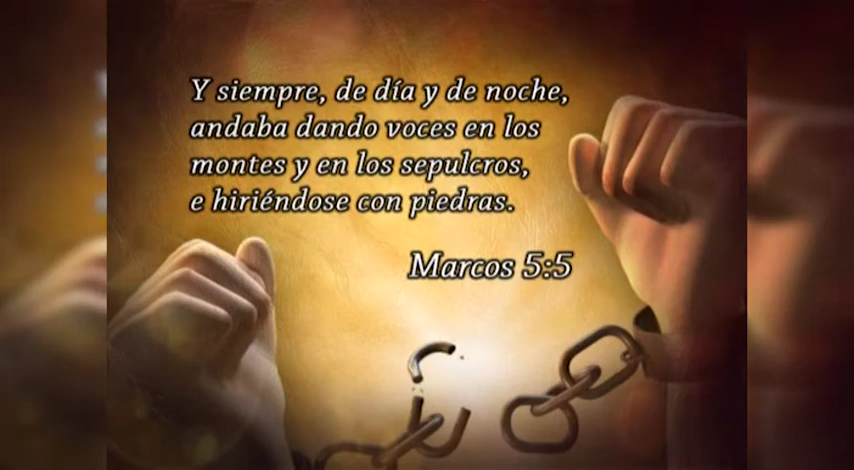 Y siempre, de día y de noche,
andaba dando voces en los
montes y en los sepulcros,
e hiriéndose con piedras.
Marcos 5:5